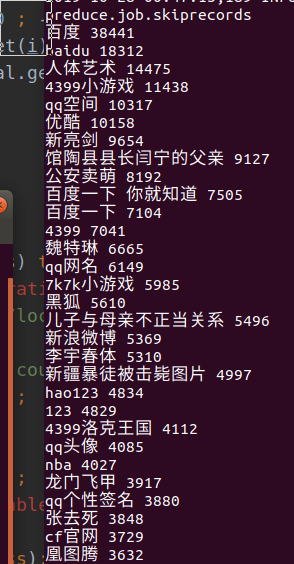 preduce.job.skiprecords
) ; -
et(i)
al.ge
百度 38441
baidu 18312
人体艺术 14475
4399小游戏 11438
qq空间 10317
优酷 10158
新亮剑 9654
馆陶县县长闫宁的父亲 9127
公安卖萌 8192
百度一下 你就知道 7505
百度一下 7104
4399 7041
魏特琳 6665
qq网名 6149
7k7k小游戏 5985
黑狐 5610
儿子与母亲不正当关系 5496
新浪微博 5369
李宇春体 5310
新疆暴徒被击毙图片 4997
hao123 4834
123 4829
4399洛克王国 4112
qq头像 4085
nba 4027
龙门飞甲 3917
qq个性签名 3880
张去死 3848
cf官网 3729
凰图腾 3632
s) t
rati
loc
cou
;
;
able
s);